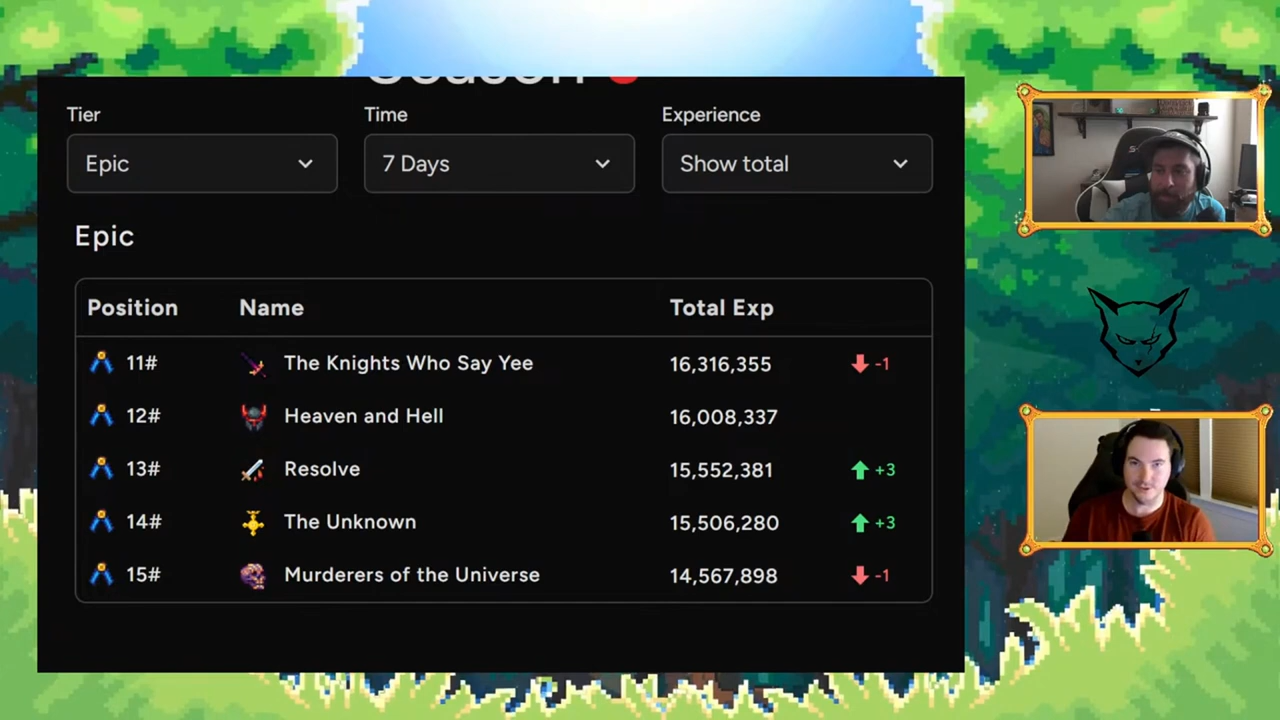 Season
Tier Time Experience
Epic 7 Days Show total
Epic
Position Name Total Exp
11# The Knights Who Say Yee 16,316,355 -1
12# Heaven and Hell 16,008,337
13# Resolve 15,552,381 +3
14# The Unknown 15,506,280 +3
15# Murderers of the Universe 14,567,898 -1